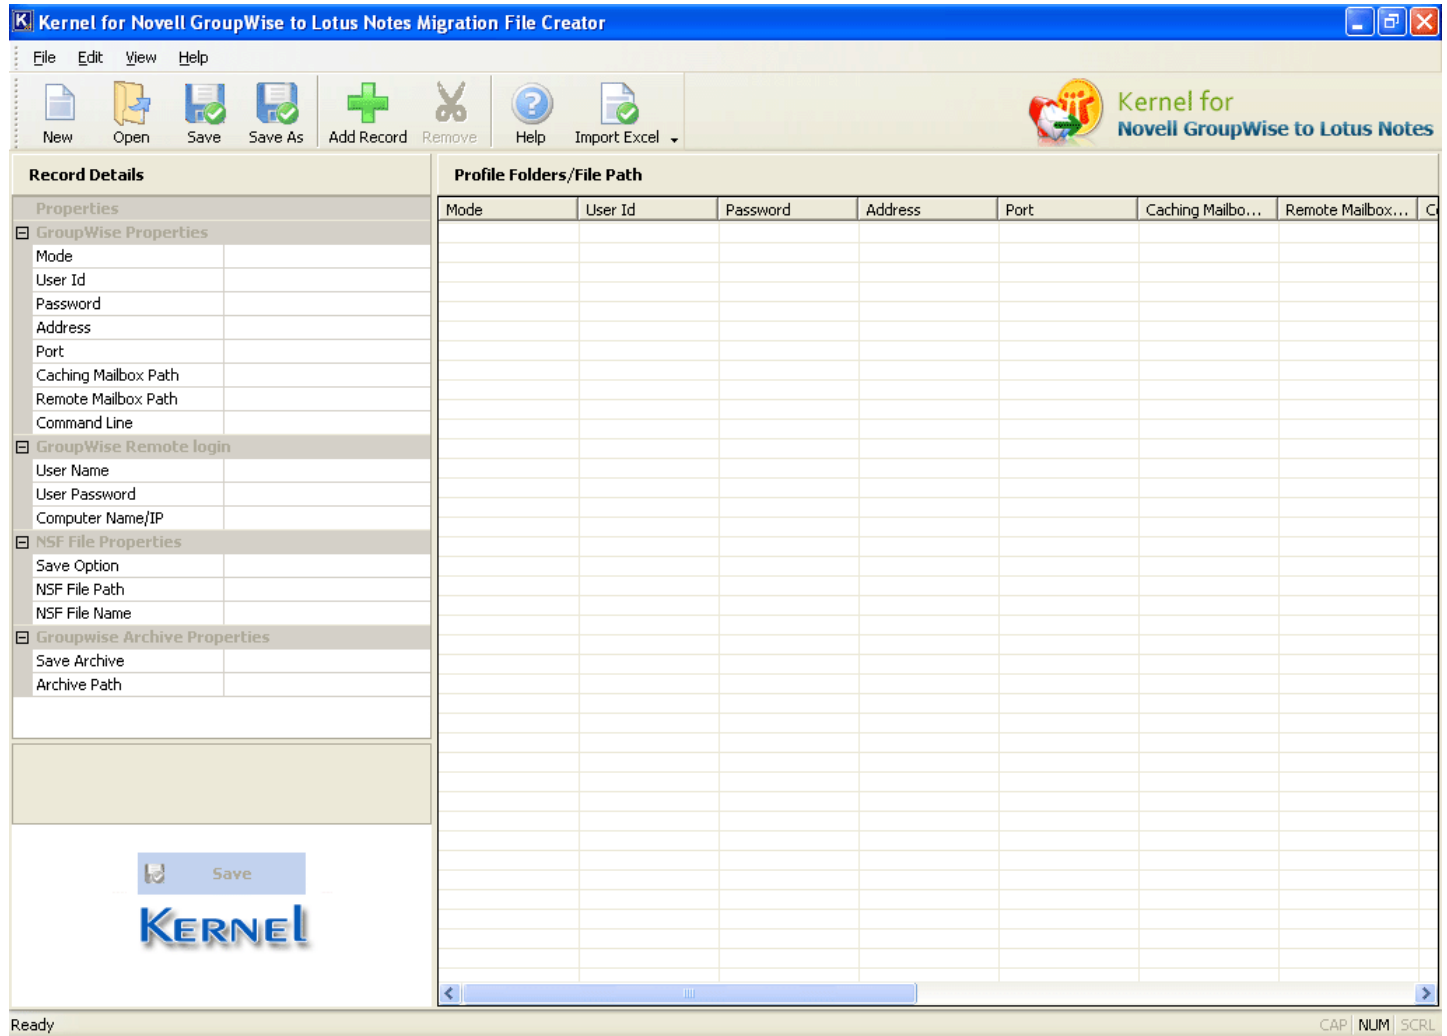 Kernel for Novell GroupWise to Lotus Notes Migration File Creator
File Edit View Help
New Open Save Save As Add Record Remove Help Import Excel
Kernel for
Novell GroupWise to Lotus Notes
Record Details
Profile Folders/File Path
Properties
GroupWise Properties
Mode
User Id
Password
Address
Port
Caching Mailbox Path
Remote Mailbox Path
Command Line
GroupWise Remote login
User Name
User Password
Computer Name/IP
NSF File Properties
Save Option
NSF File Path
NSF File Name
Groupwise Archive Properties
Save Archive
Archive Path
Save
KERNEl
Mode User Id Password Address Port Caching Mailbo... Remote Mailbox... C
Ready
CAP NUM SCRL